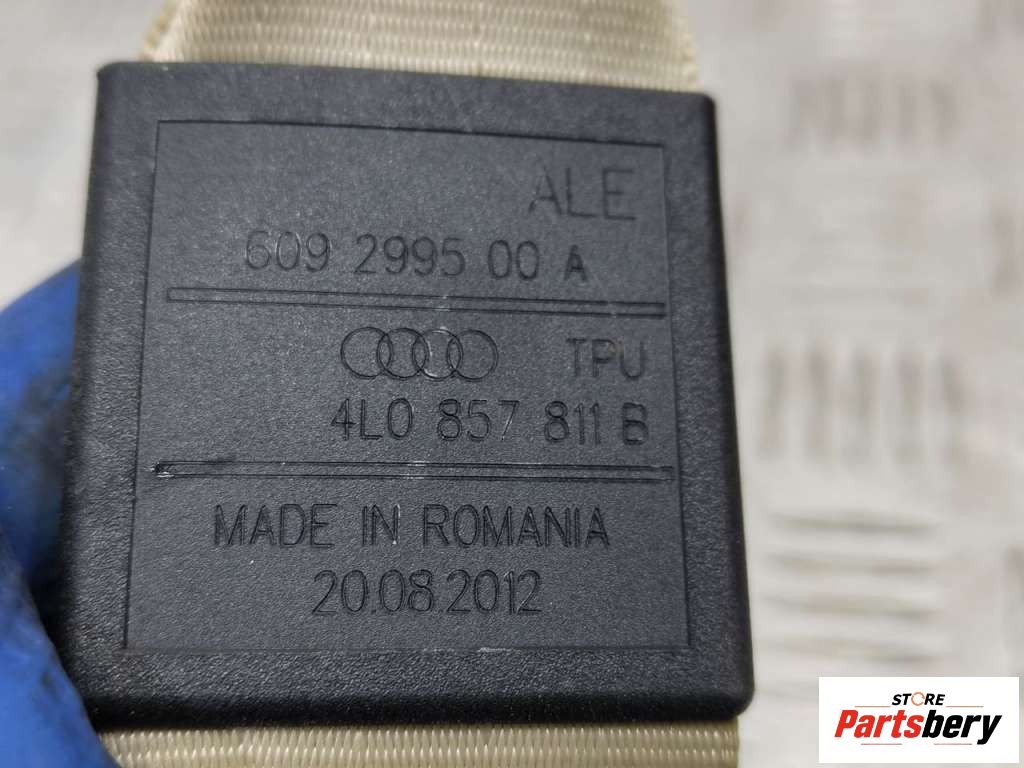 ALE
609 2995 00 A
TPU
4L0 857 811 B
MADE IN ROMANIA
20.08.2012
STORE
Partsbery